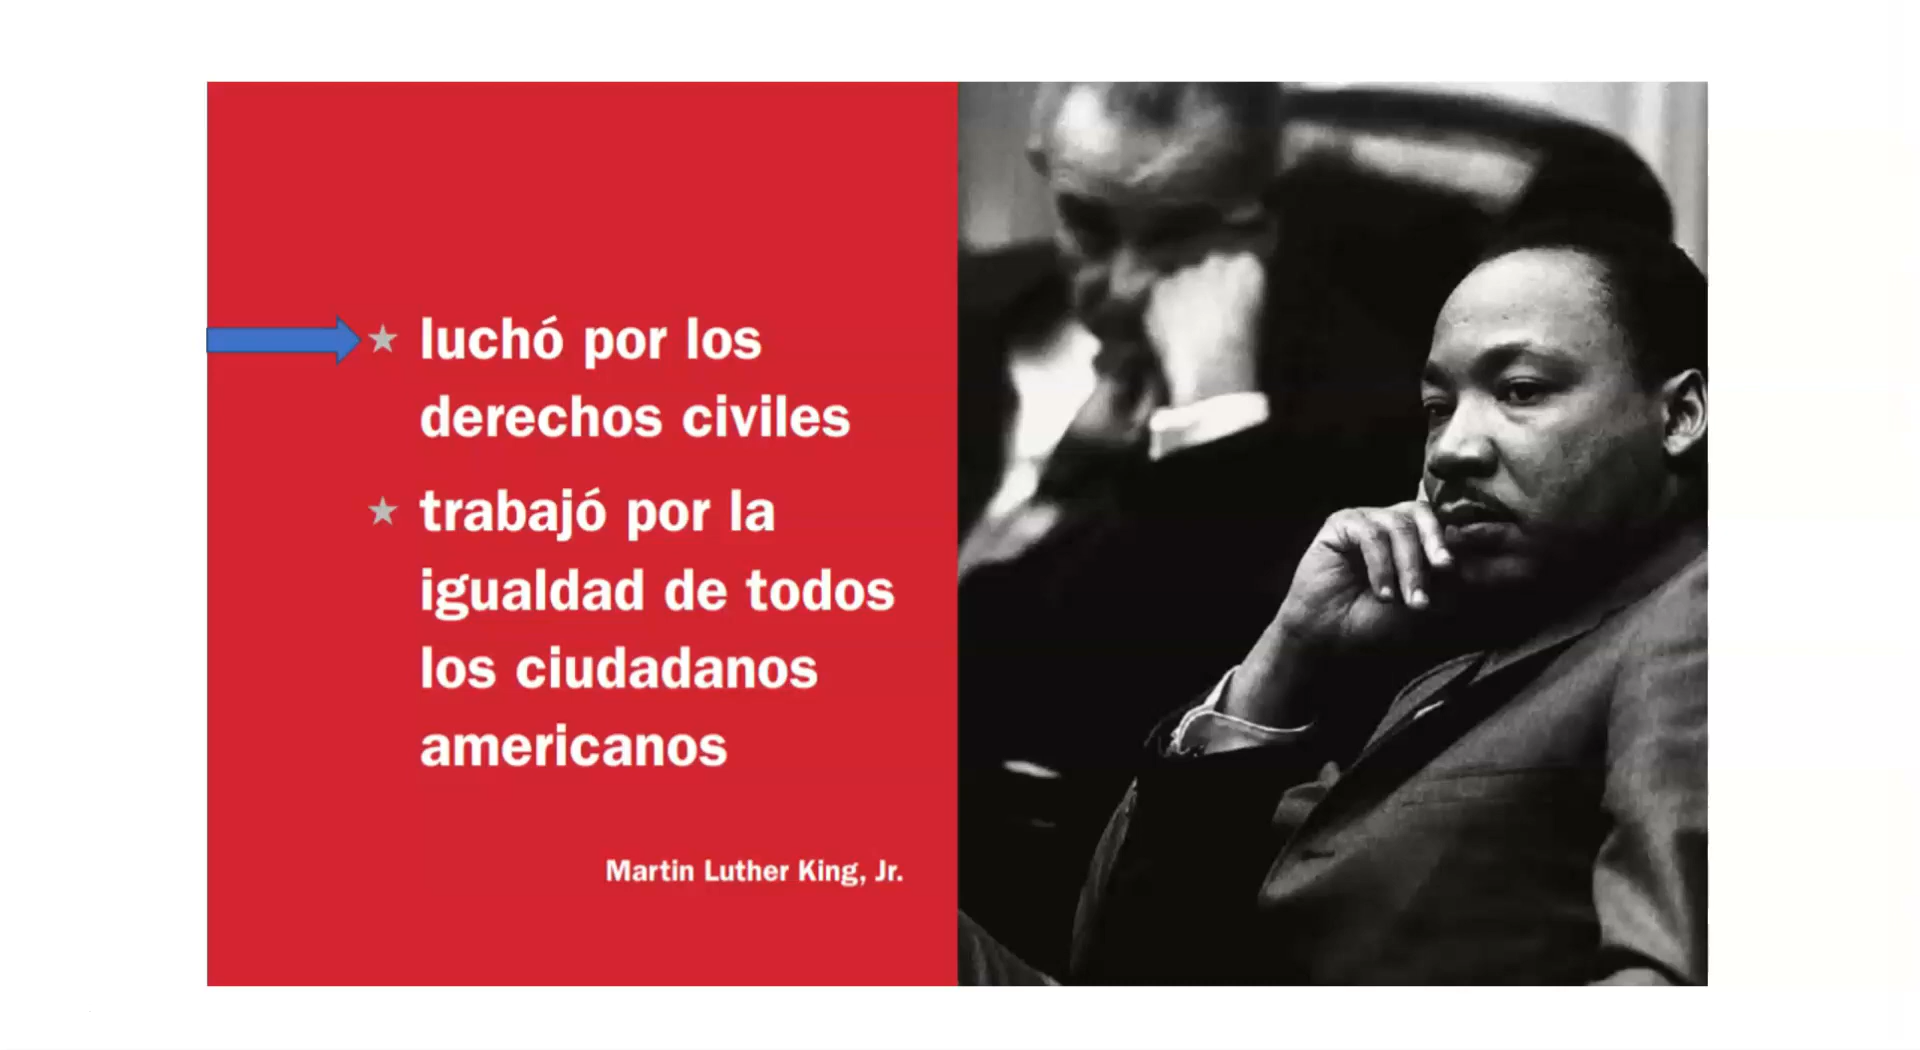 luchó por los
derechos civiles
trabajó por la
igualdad de todos
los ciudadanos
americanos
Martin Luther King, Jr.